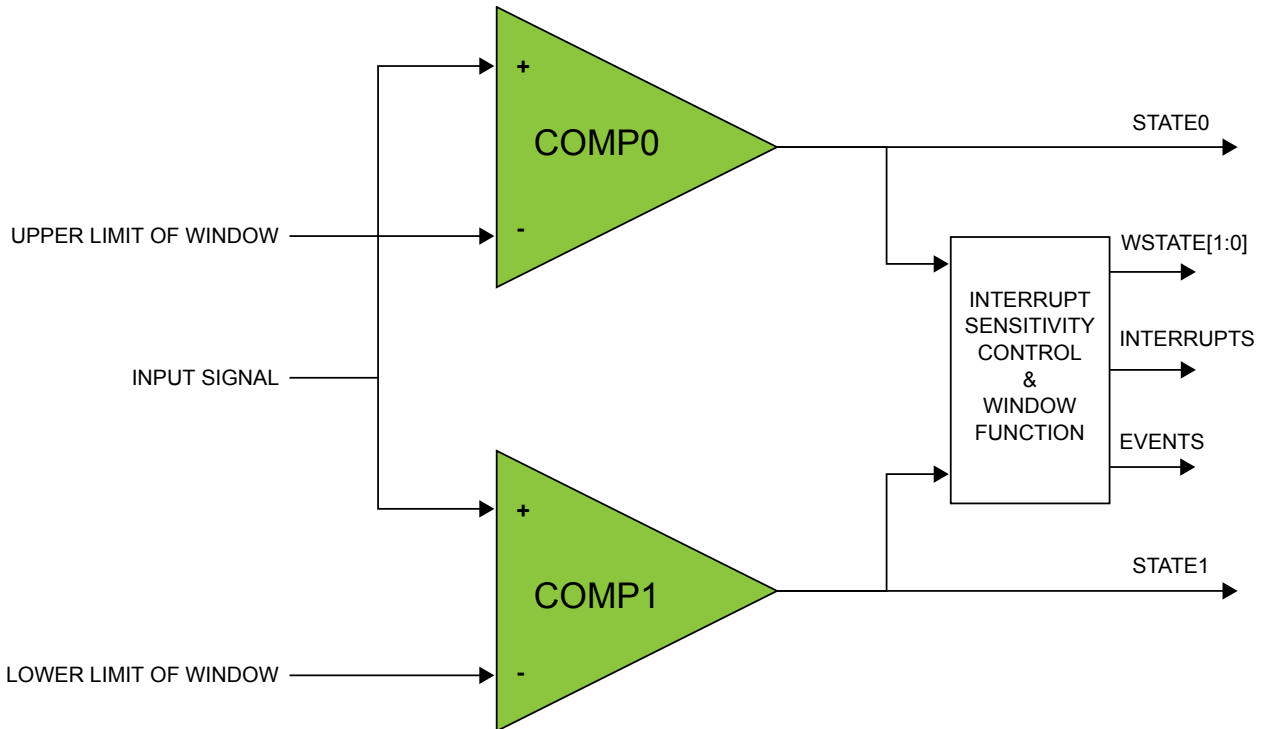 +
COMP0
-
STATE0
UPPER LIMIT OF WINDOW
WSTATE[1:0]
INTERRUPT
SENSITIVITY
CONTROL
&
WINDOW
FUNCTION
INTERRUPTS
INPUT SIGNAL
EVENTS
+
COMP1
-
STATE1
LOWER LIMIT OF WINDOW